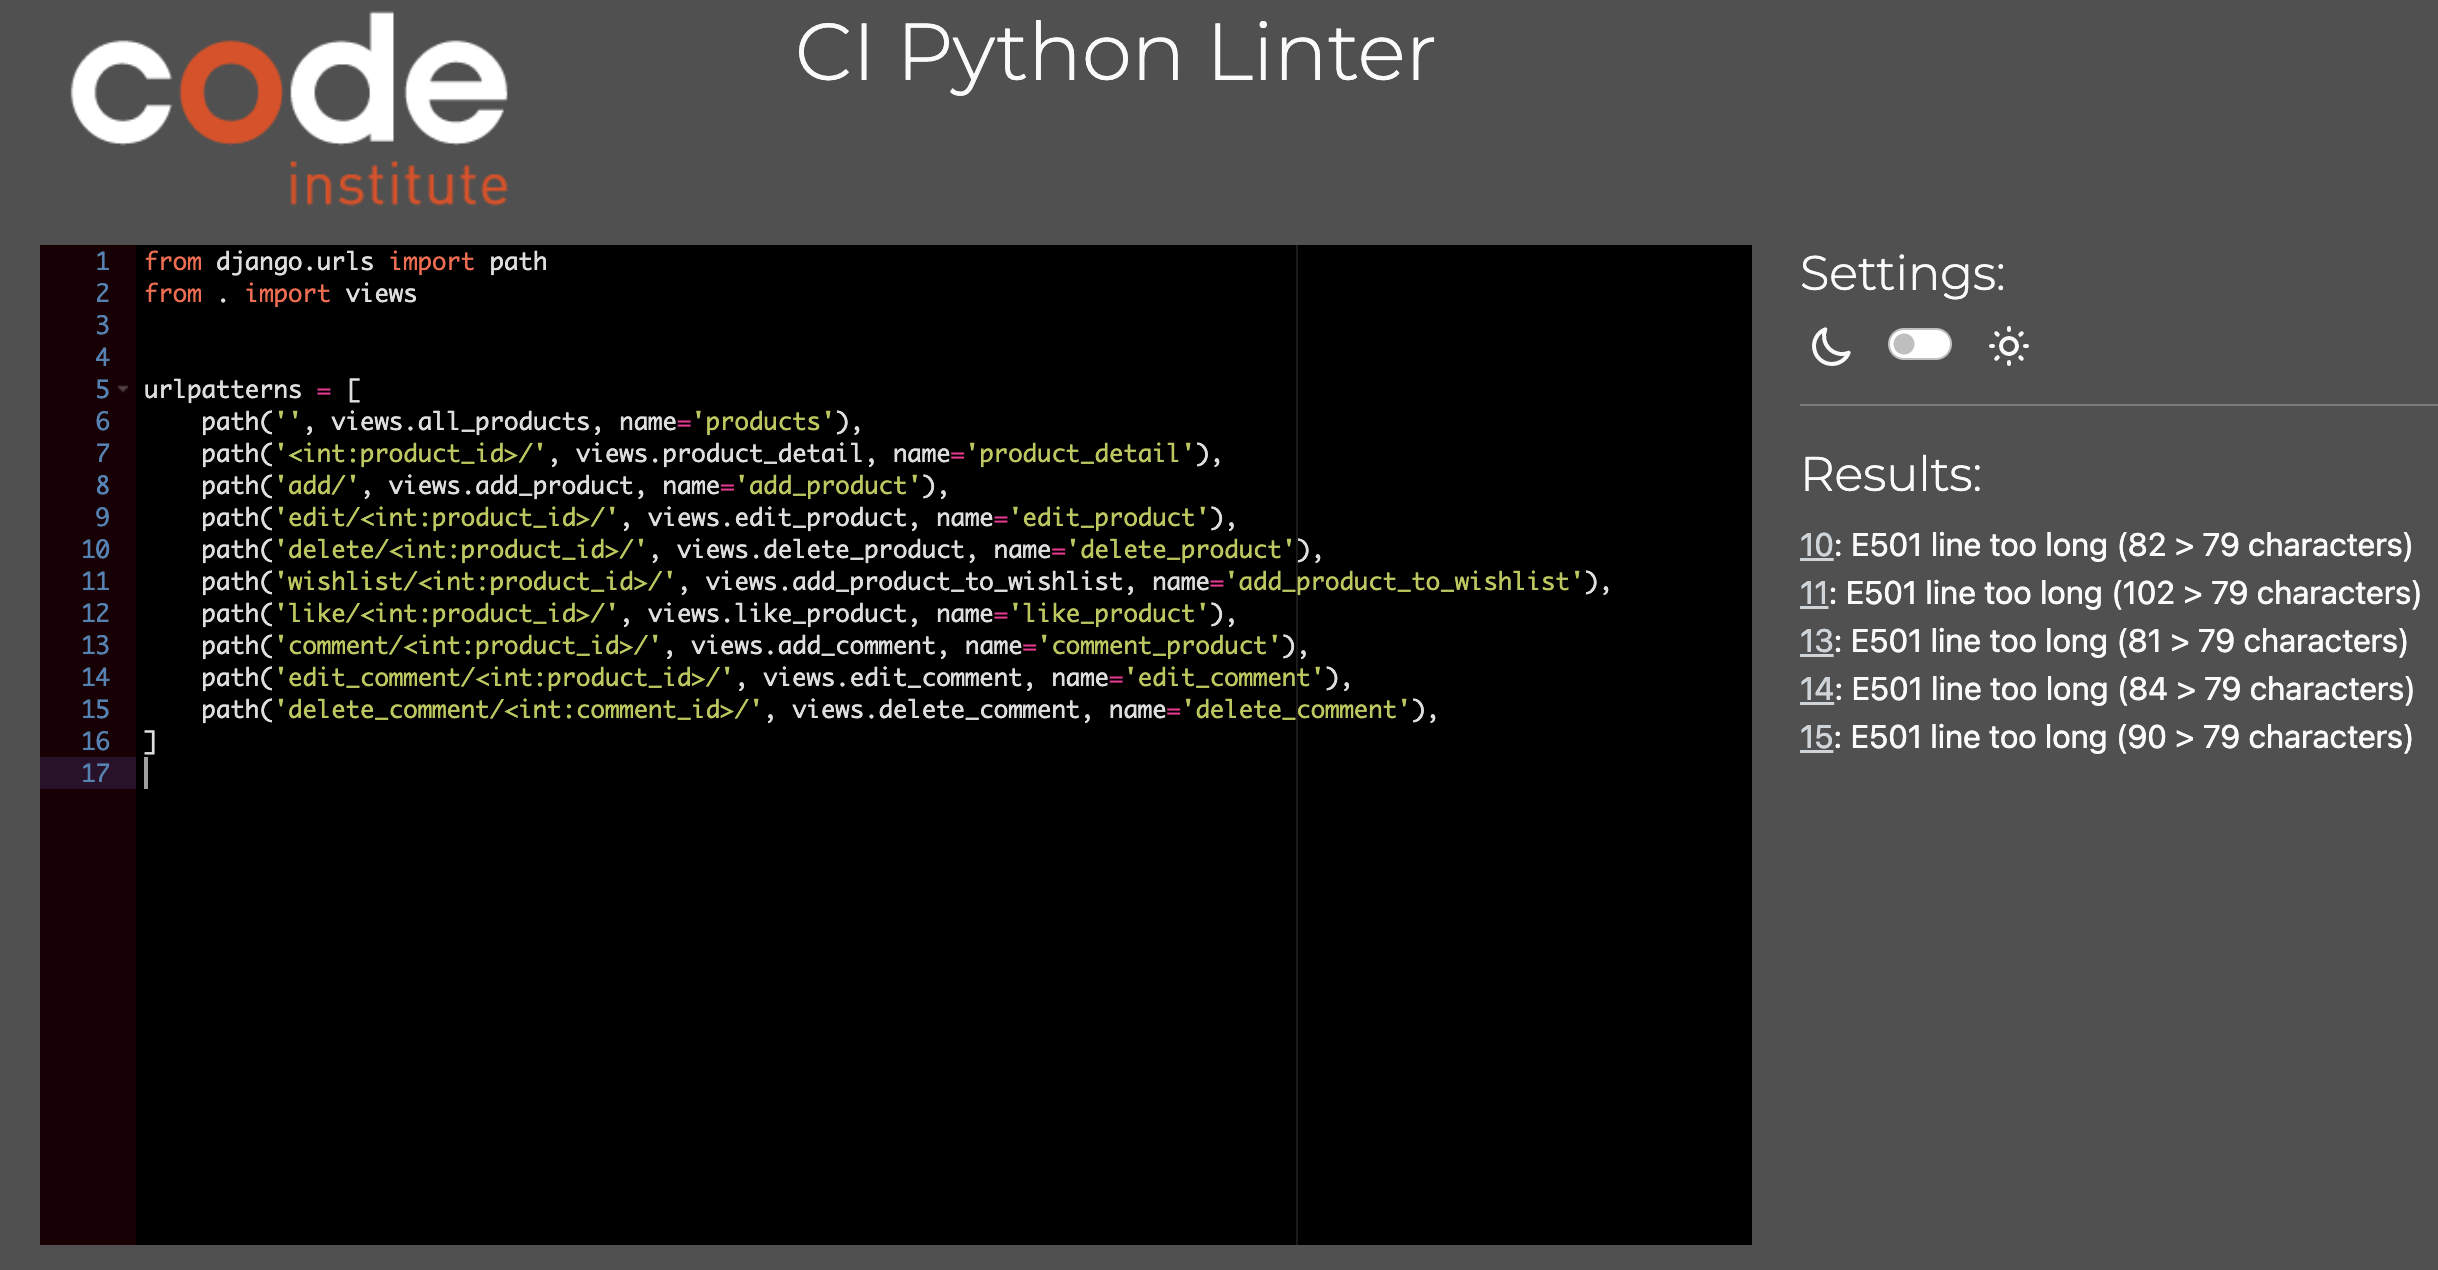 code
institute
CI Python Linter
1 from django.urls import path
2 from . import views
3
4
5 urlpatterns = [
6     path('', views.all_products, name='products'),
7     path('<int:product_id>/', views.product_detail, name='product_detail'),
8     path('add/', views.add_product, name='add_product'),
9     path('edit/<int:product_id>/', views.edit_product, name='edit_product'),
10     path('delete/<int:product_id>/', views.delete_product, name='delete_product'),
11     path('wishlist/<int:product_id>/', views.add_product_to_wishlist, name='add_product_to_wishlist'),
12     path('like/<int:product_id>/', views.like_product, name='like_product'),
13     path('comment/<int:product_id>/', views.add_comment, name='comment_product'),
14     path('edit_comment/<int:product_id>/', views.edit_comment, name='edit_comment'),
15     path('delete_comment/<int:comment_id>/', views.delete_comment, name='delete_comment'),
16 ]
17
Settings:
Results:
10: E501 line too long (82 > 79 characters)
11: E501 line too long (102 > 79 characters)
13: E501 line too long (81 > 79 characters)
14: E501 line too long (84 > 79 characters)
15: E501 line too long (90 > 79 characters)